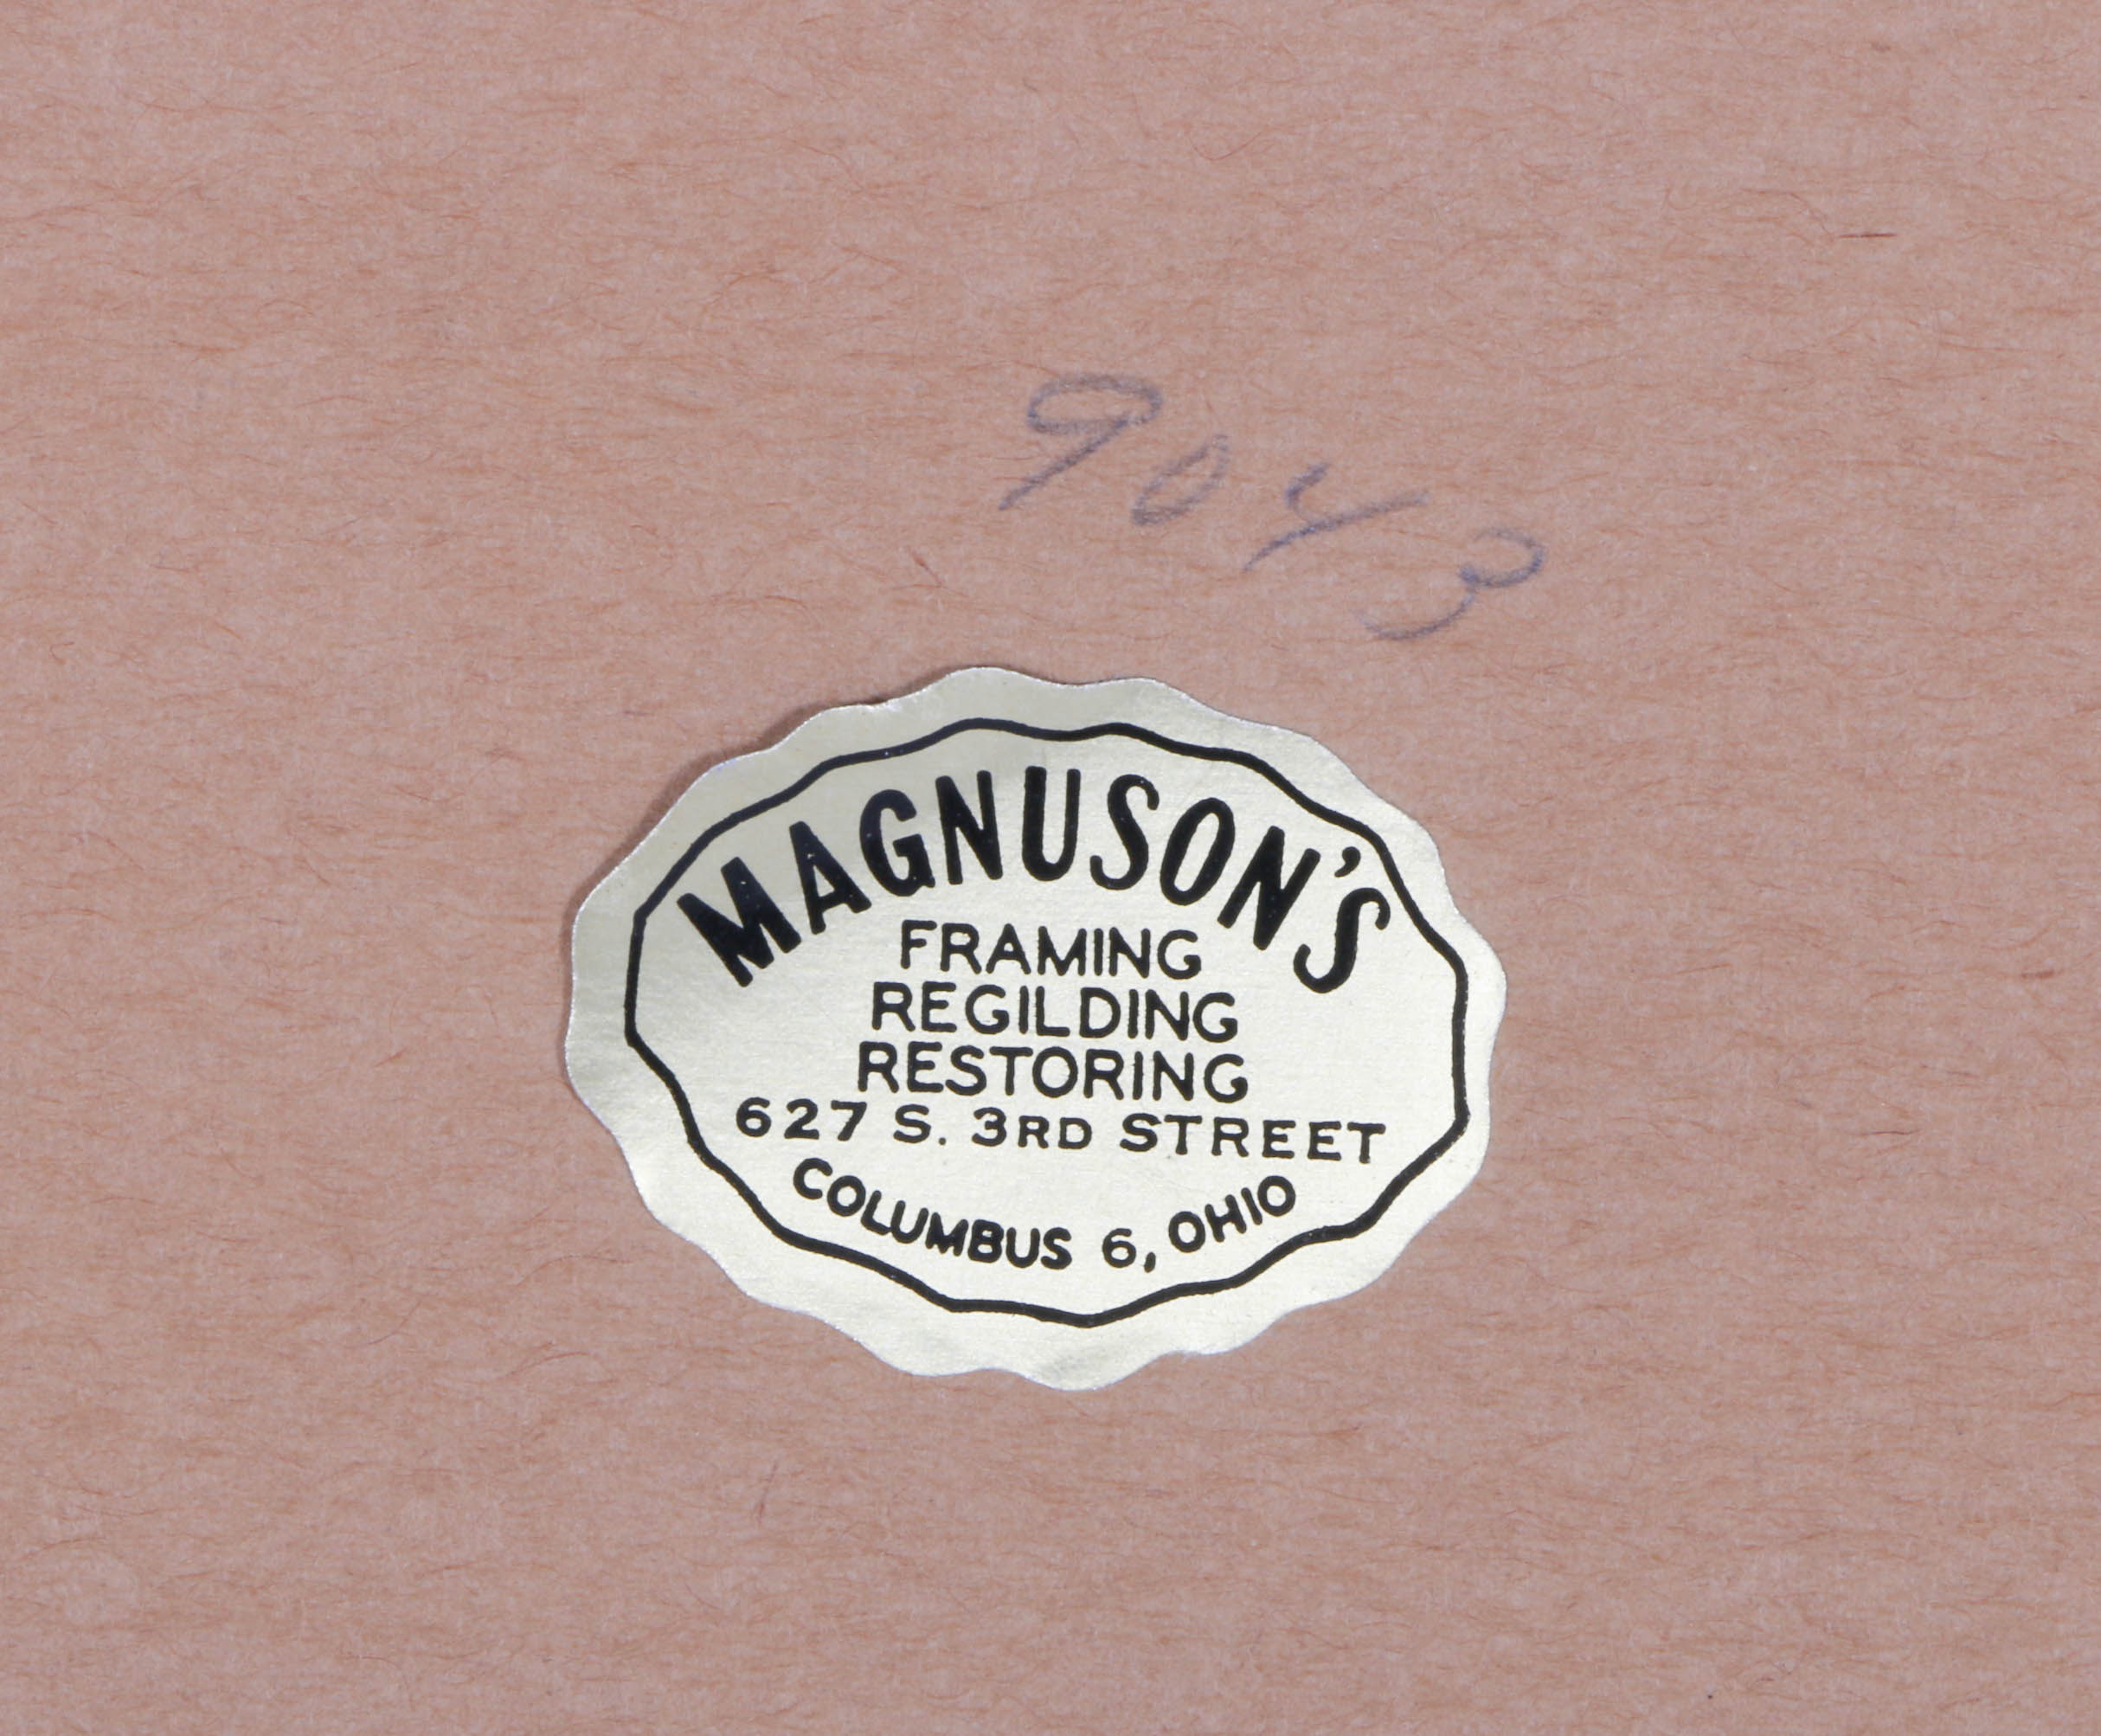 9043
MAGNUSON'S
FRAMING
REGILDING
RESTORING
627 S. 3RD STREET
COLUMBUS 6, OHIO